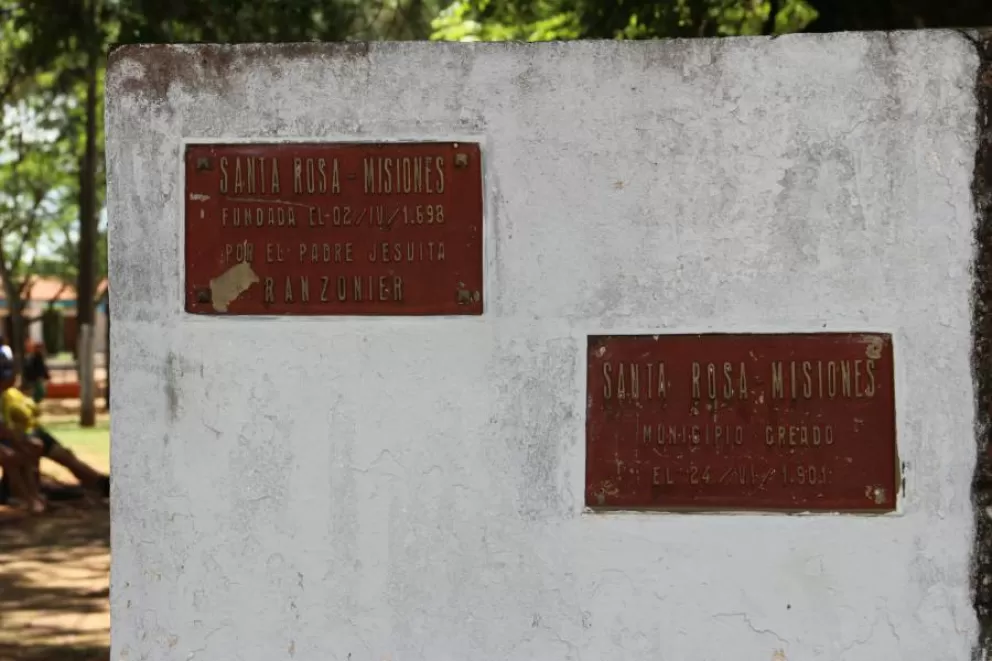 SANTA ROSA - MISIONES
FUNDADA EL-02/IV/1.698
POR EL PADRE JESUITA
RANZONIER
SANTA ROSA-MISIONES
MUNICIPIO CREADO
EL 24/VI/1.901